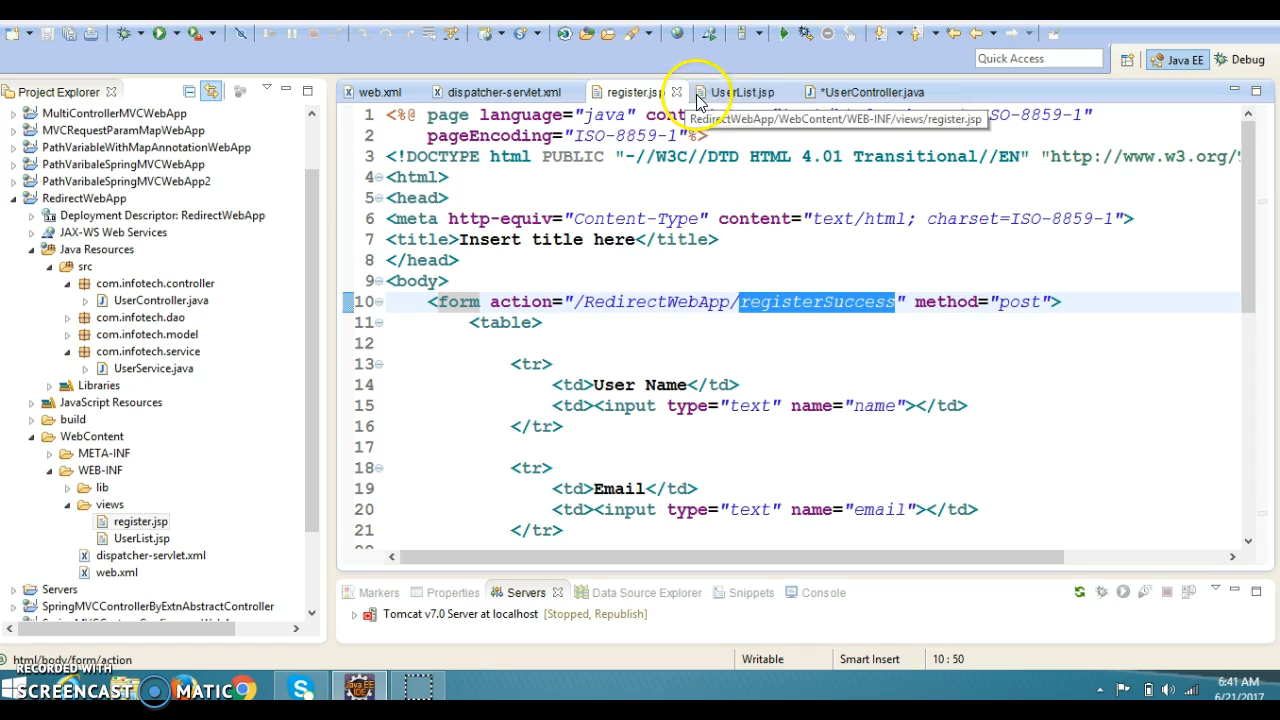 Quick Access
Java EE
Debug
Project Explorer
MultiControllerMVCWebApp
MVCRequestParamMapWebApp
PathVariableWithMapAnnotationWebApp
PathVaribaleSpringMVCWebApp
PathVaribaleSpringMVCWebApp2
RedirectWebApp
Deployment Descriptor: RedirectWebApp
JAX-WS Web Services
Java Resources
src
com.infotech.controller
UserController.java
com.infotech.dao
com.infotech.model
com.infotech.service
UserService.java
Libraries
JavaScript Resources
build
WebContent
META-INF
WEB-INF
lib
views
register.jsp
UserList.jsp
dispatcher-servlet.xml
web.xml
Servers
SpringMVCControllerByExtnAbstractController
web.xml
dispatcher-servlet.xml
register.jsp
UserList.jsp
*UserController.java
RedirectWebApp/WebContent/WEB-INF/views/register.jsp
1 <%@ page language="java" cont SO-8859-1"
2 pageEncoding="ISO-8859-1"%>
3 <!DOCTYPE html PUBLIC "-//W3C//DTD HTML 4.01 Transitional//EN" "http://www.w3.org/
4 <html>
5 <head>
6 <meta http-equiv="Content-Type" content="text/html; charset=ISO-8859-1">
7 <title>Insert title here</title>
8 </head>
9 <body>
10 <form action="/RedirectWebApp/registerSuccess" method="post">
11 <table>
12
13 <tr>
14 <td>User Name</td>
15 <td><input type="text" name="name"></td>
16 </tr>
17
18 <tr>
19 <td>Email</td>
20 <td><input type="text" name="email"></td>
21 </tr>
Markers
Properties
Servers
Data Source Explorer
Snippets
Console
Tomcat v7.0 Server at localhost [Stopped, Republish]
html/body/form/action
Writable
Smart Insert
10 : 50
RECORDED WITH
SCREENCAST MATIC
Java EE
IDE
6:41 AM
6/21/2017